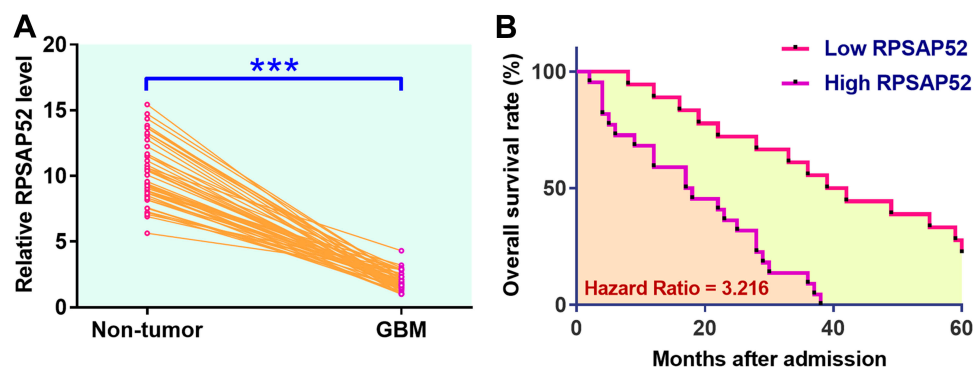 A
20
15
10
5
0
Relative RPSAP52 level
***
Non-tumor
GBM
B
Low RPSAP52
High RPSAP52
100
50
0
Overall survival rate (%)
Hazard Ratio = 3.216
0
20
40
60
Months after admission